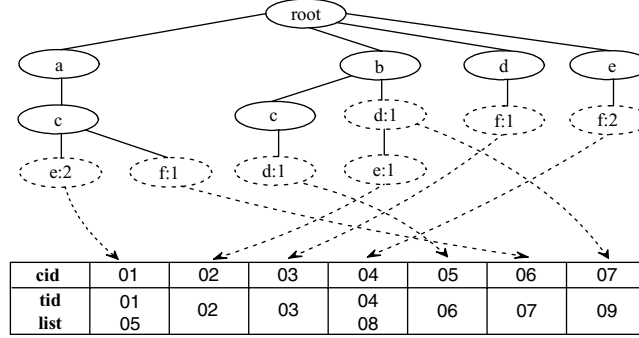 root
a b d e
c c d:1 f:1 f:2
e:2 f:1 d:1 e:1
cid 01 02 03 04 05 06 07
tid 01 02 03 04 06 07 09
list 05 08